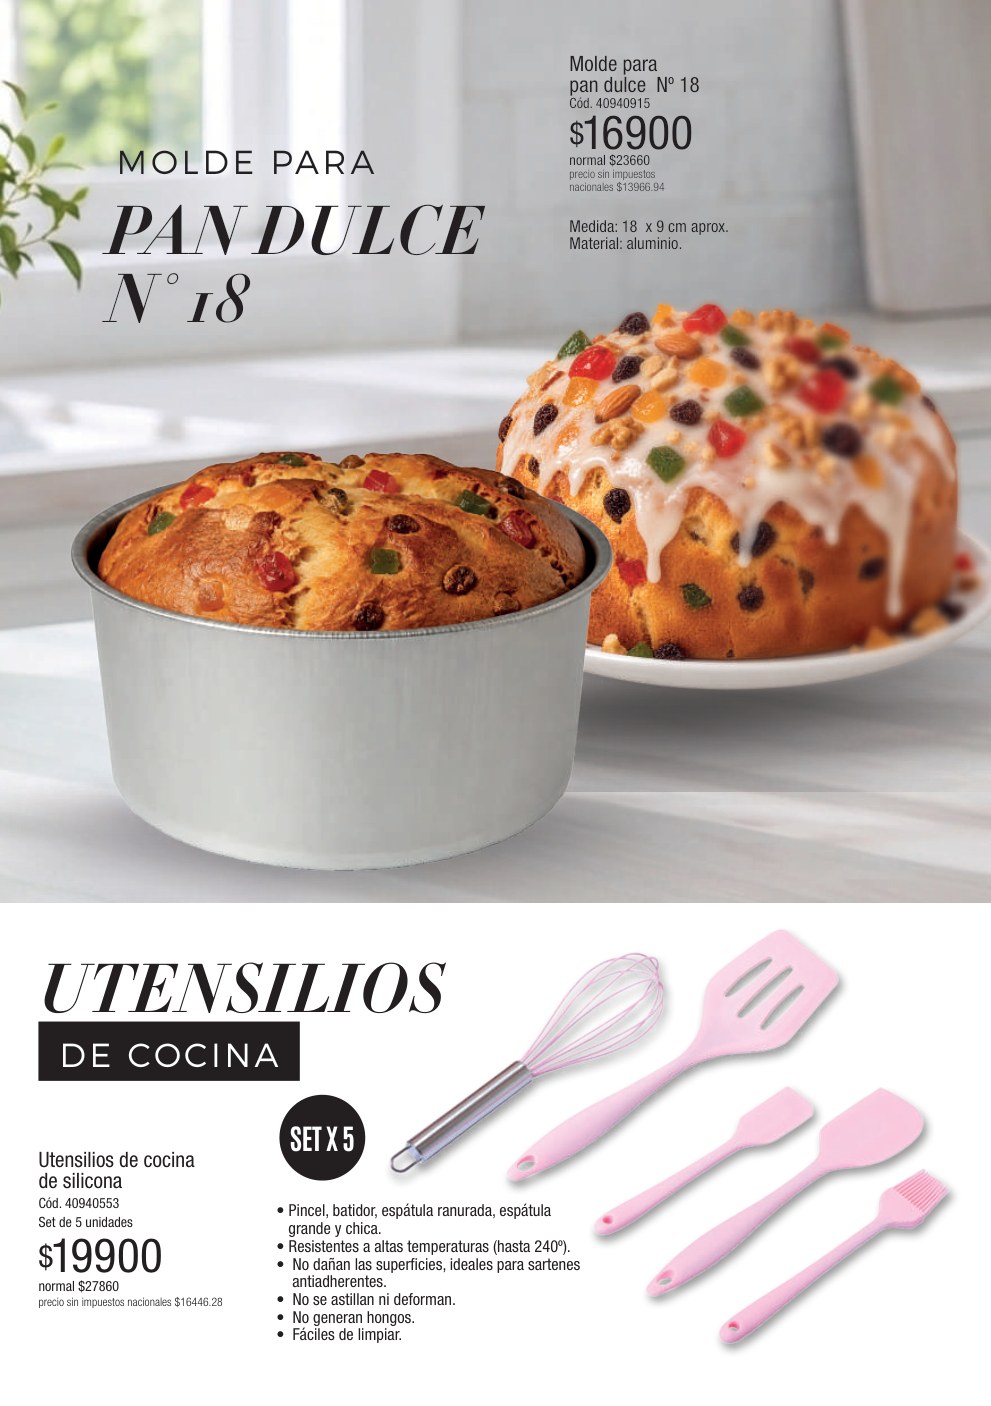 MOLDE PARA
PAN DULCE
N° 18
Molde para
pan dulce Nº 18
Cód. 40940915
$16900
normal $23660
precio sin impuestos
nacionales $13966.94
Medida: 18 x 9 cm aprox.
Material: aluminio.
UTENSILIOS
DE COCINA
SET X 5
Utensilios de cocina
de silicona
Cód. 40940553
Set de 5 unidades
$19900
normal $27860
precio sin impuestos nacionales $16446.28
• Pincel, batidor, espátula ranurada, espátula
grande y chica.
• Resistentes a altas temperaturas (hasta 240º).
• No dañan las superficies, ideales para sartenes
antiadherentes.
• No se astillan ni deforman.
• No generan hongos.
• Fáciles de limpiar.